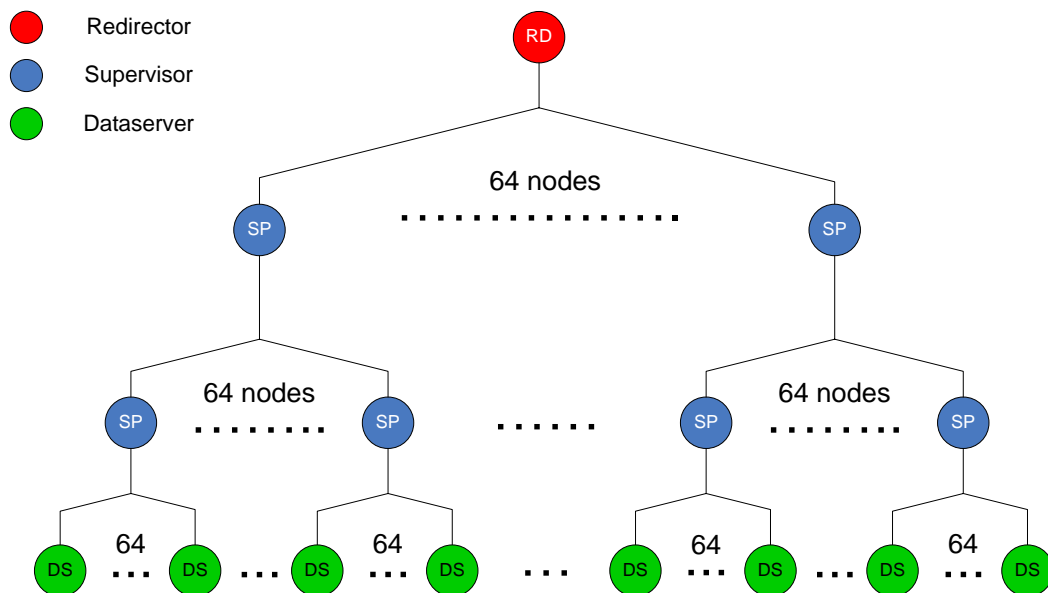 Redirector
Supervisor
Dataserver
RD
64 nodes
SP SP
64 nodes 64 nodes
SP SP SP SP
64 64 64 64
DS DS DS DS DS DS DS DS